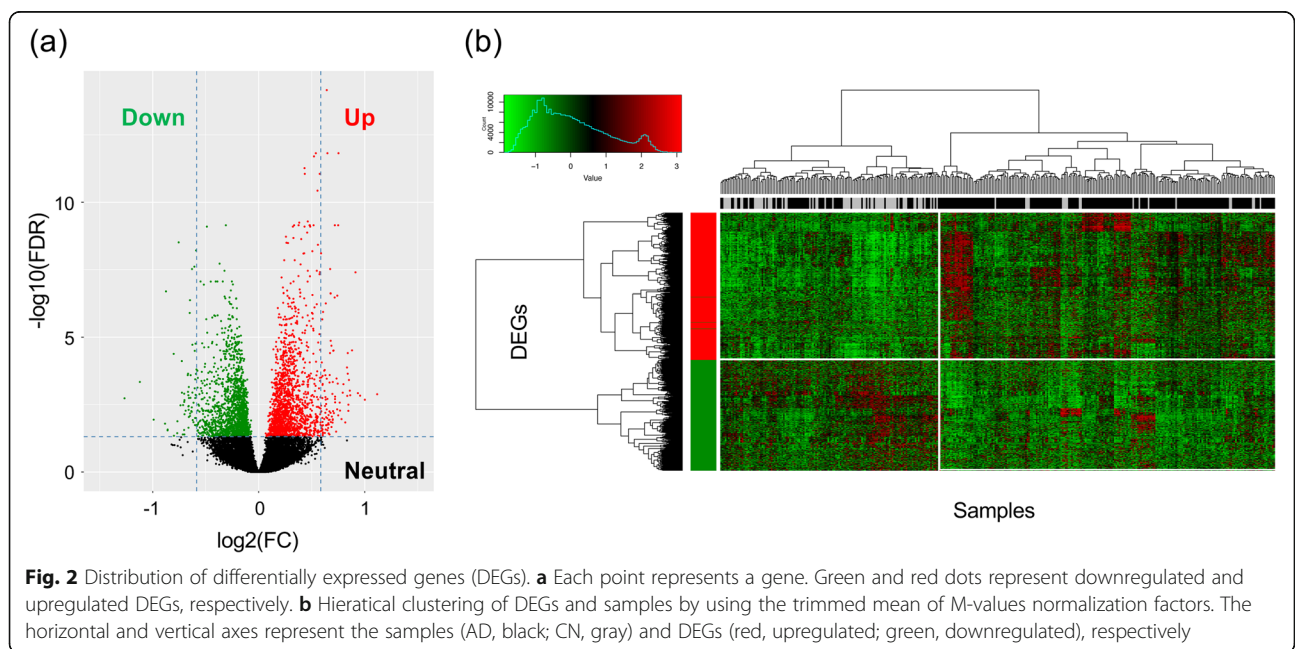 (a)
Down
Up
Neutral
-log10(FDR)
10
5
0
-1
0
1
log2(FC)
(b)
Count
0 4000 10000
-1 0 1 2 3
Value
DEGs
Samples
Fig. 2 Distribution of differentially expressed genes (DEGs). a Each point represents a gene. Green and red dots represent downregulated and
upregulated DEGs, respectively. b Hieratical clustering of DEGs and samples by using the trimmed mean of M-values normalization factors. The
horizontal and vertical axes represent the samples (AD, black; CN, gray) and DEGs (red, upregulated; green, downregulated), respectively